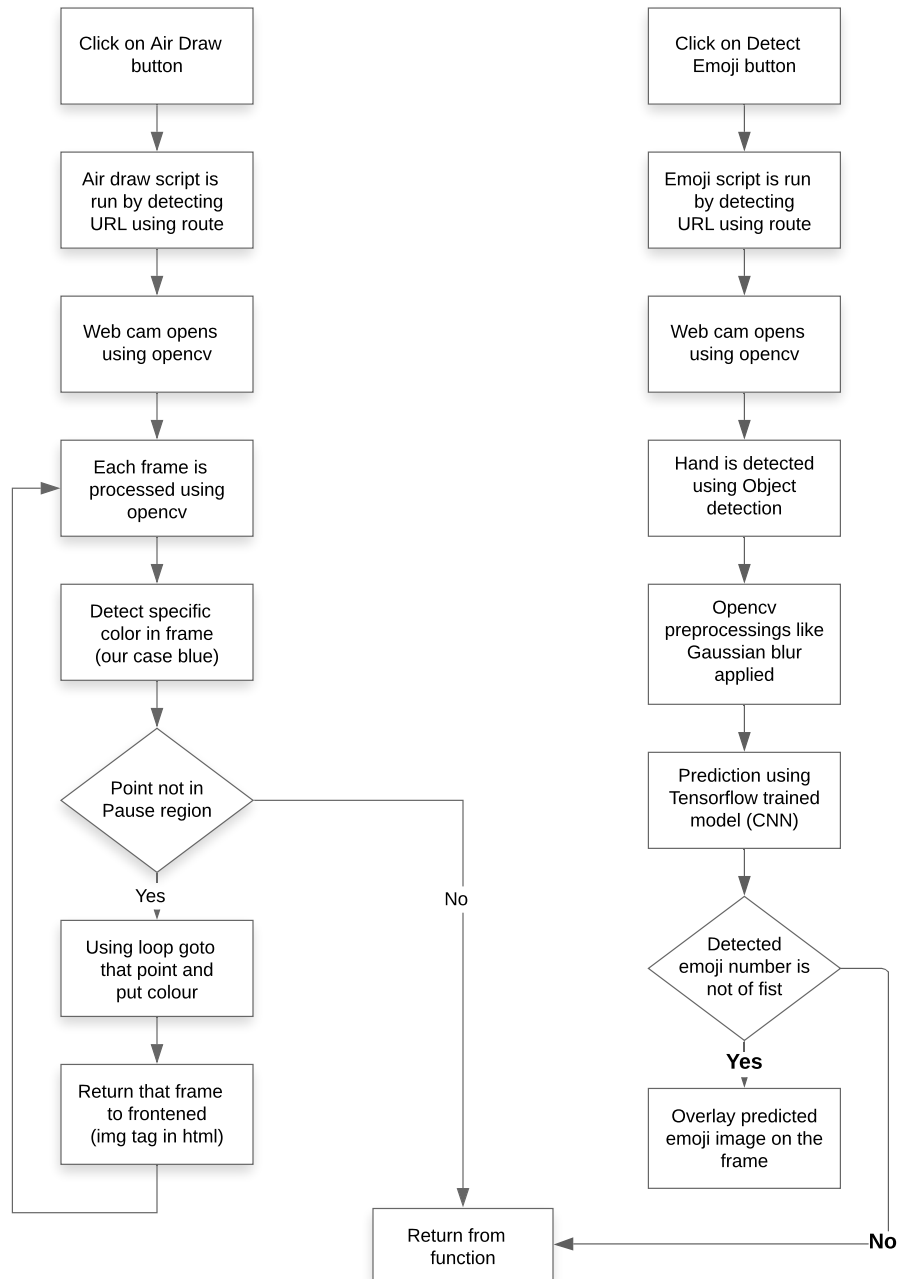 Click on Air Draw
button
Air draw script is
run by detecting
URL using route
Web cam opens
using opencv
Each frame is
processed using
opencv
Detect specific
color in frame
(our case blue)
Point not in
Pause region
Yes
No
Using loop goto
that point and
put colour
Return that frame
to frontened
(img tag in html)
Click on Detect
Emoji button
Emoji script is run
by detecting
URL using route
Web cam opens
using opencv
Hand is detected
using Object
detection
Opencv
preprocessings like
Gaussian blur
applied
Prediction using
Tensorflow trained
model (CNN)
Detected
emoji number is
not of fist
Yes
Overlay predicted
emoji image on the
frame
No
Return from
function